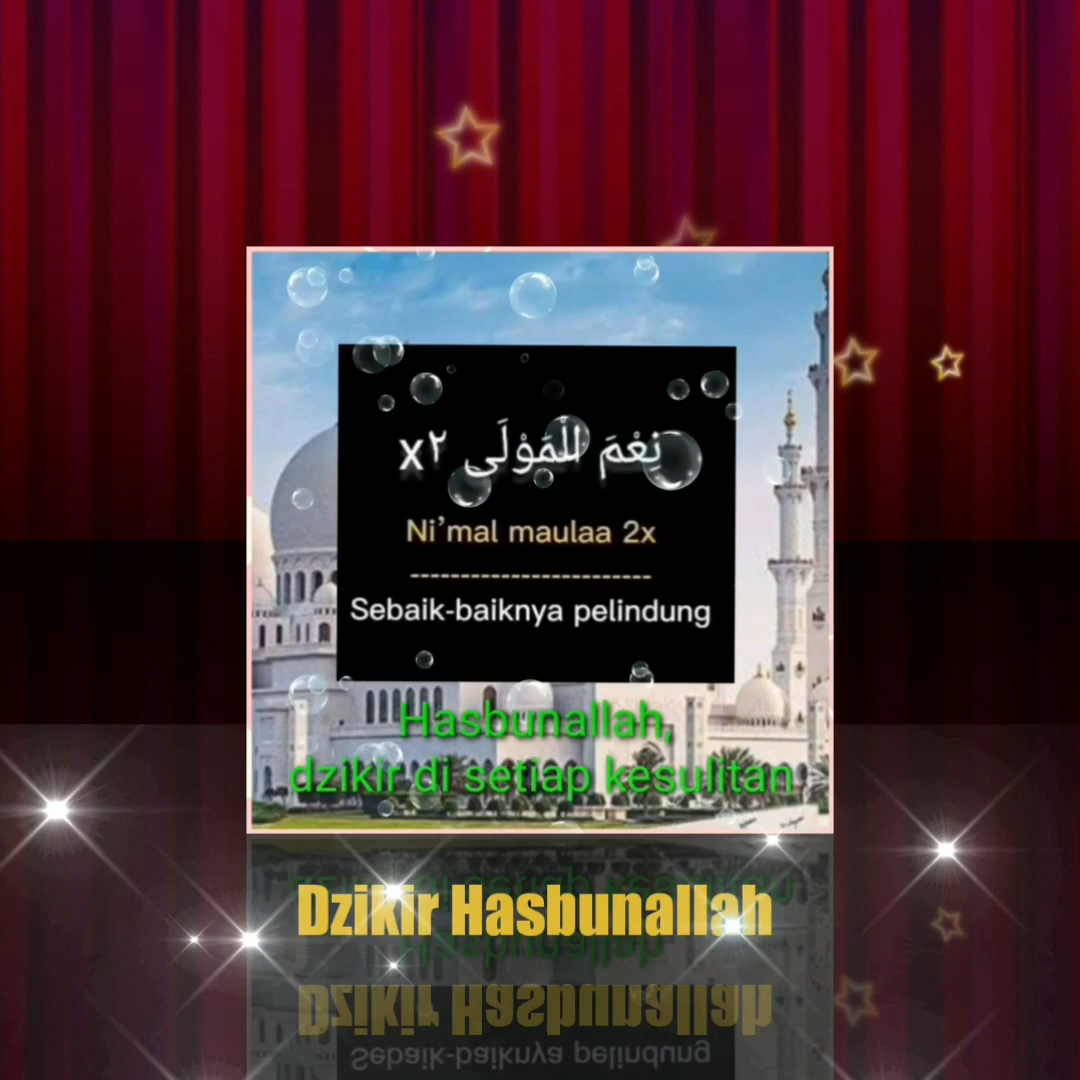 نِعْمَ الْمَوْلَى x٢
Ni’mal maulaa 2x
------------------------
Sebaik-baiknya pelindung
Hasbunallah,
dzikir di setiap kesulitan
Dzikir Hasbunallah